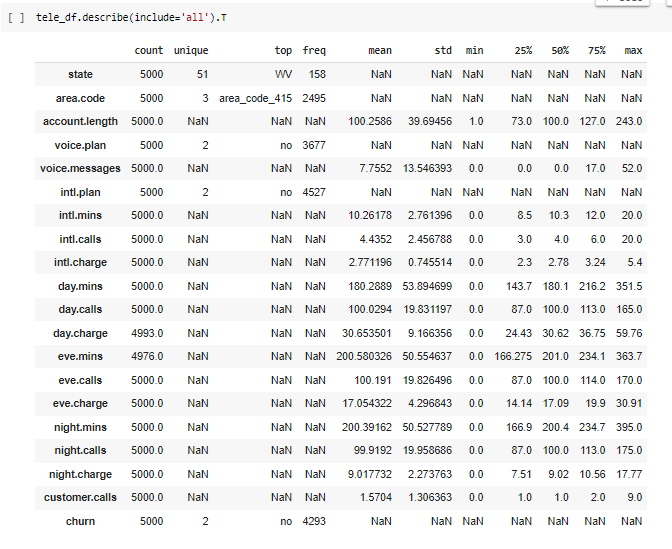 [ ] tele_df.describe(include='all').T
count unique top freq mean std min 25% 50% 75% max
state 5000 51 WV 158 NaN NaN NaN NaN NaN NaN NaN
area.code 5000 3 area_code_415 2495 NaN NaN NaN NaN NaN NaN NaN
account.length 5000.0 NaN NaN NaN 100.2586 39.69456 1.0 73.0 100.0 127.0 243.0
voice.plan 5000 2 no 3677 NaN NaN NaN NaN NaN NaN NaN
voice.messages 5000.0 NaN NaN NaN 7.7552 13.546393 0.0 0.0 0.0 17.0 52.0
intl.plan 5000 2 no 4527 NaN NaN NaN NaN NaN NaN NaN
intl.mins 5000.0 NaN NaN NaN 10.26178 2.761396 0.0 8.5 10.3 12.0 20.0
intl.calls 5000.0 NaN NaN NaN 4.4352 2.456788 0.0 3.0 4.0 6.0 20.0
intl.charge 5000.0 NaN NaN NaN 2.771196 0.745514 0.0 2.3 2.78 3.24 5.4
day.mins 5000.0 NaN NaN NaN 180.2889 53.894699 0.0 143.7 180.1 216.2 351.5
day.calls 5000.0 NaN NaN NaN 100.0294 19.831197 0.0 87.0 100.0 113.0 165.0
day.charge 4993.0 NaN NaN NaN 30.653501 9.166356 0.0 24.43 30.62 36.75 59.76
eve.mins 4976.0 NaN NaN NaN 200.580326 50.554637 0.0 166.275 201.0 234.1 363.7
eve.calls 5000.0 NaN NaN NaN 100.191 19.826496 0.0 87.0 100.0 114.0 170.0
eve.charge 5000.0 NaN NaN NaN 17.054322 4.296843 0.0 14.14 17.09 19.9 30.91
night.mins 5000.0 NaN NaN NaN 200.39162 50.527789 0.0 166.9 200.4 234.7 395.0
night.calls 5000.0 NaN NaN NaN 99.9192 19.958686 0.0 87.0 100.0 113.0 175.0
night.charge 5000.0 NaN NaN NaN 9.017732 2.273763 0.0 7.51 9.02 10.56 17.77
customer.calls 5000.0 NaN NaN NaN 1.5704 1.306363 0.0 1.0 1.0 2.0 9.0
churn 5000 2 no 4293 NaN NaN NaN NaN NaN NaN NaN